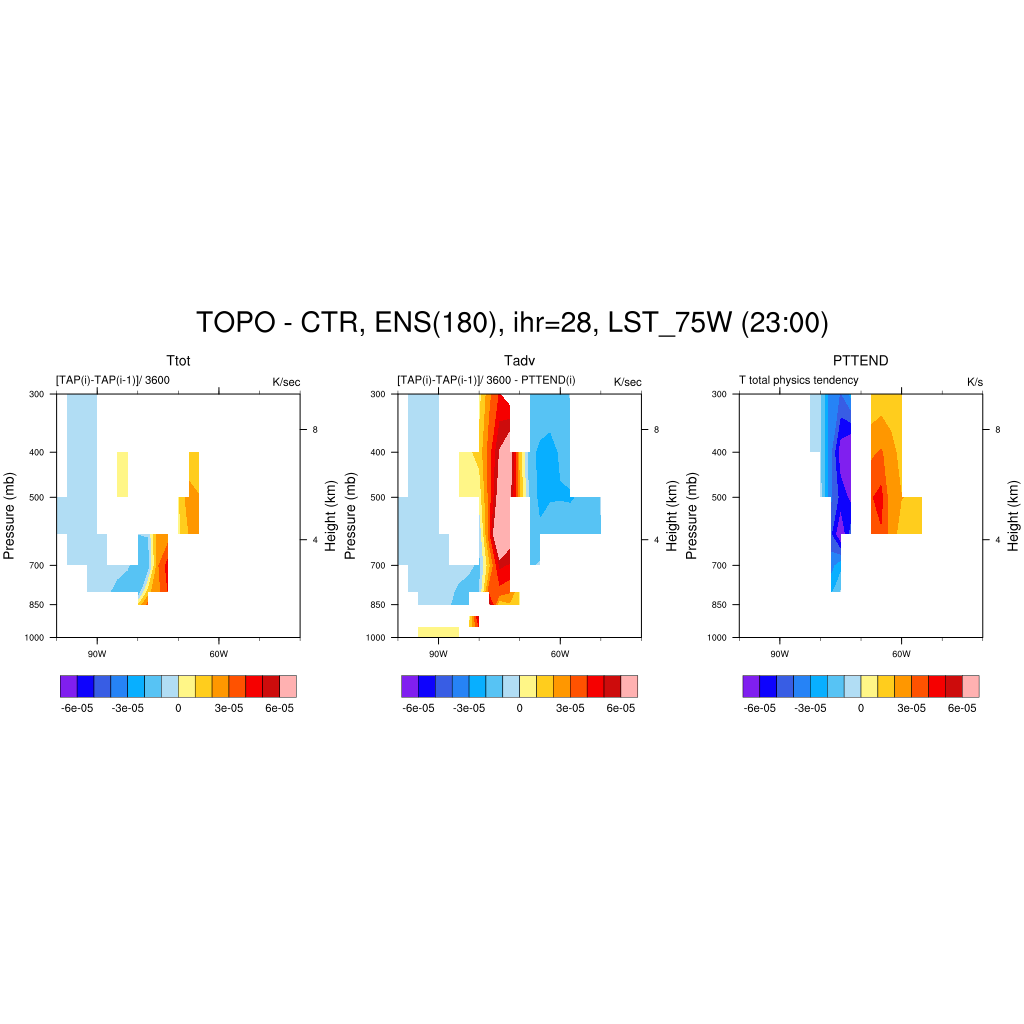 TOPO - CTR, ENS(180), ihr=28, LST_75W (23:00)
Ttot
[TAP(i)-TAP(i-1)]/ 3600 K/sec
300
400
500
700
850
1000
Pressure (mb)
8
4
Height (km)
90W 60W
-6e-05 -3e-05 0 3e-05 6e-05
Tadv
[TAP(i)-TAP(i-1)]/ 3600 - PTTEND(i) K/sec
300
400
500
700
850
1000
Pressure (mb)
8
4
Height (km)
90W 60W
-6e-05 -3e-05 0 3e-05 6e-05
PTTEND
T total physics tendency K/s
300
400
500
700
850
1000
Pressure (mb)
8
4
Height (km)
90W 60W
-6e-05 -3e-05 0 3e-05 6e-05